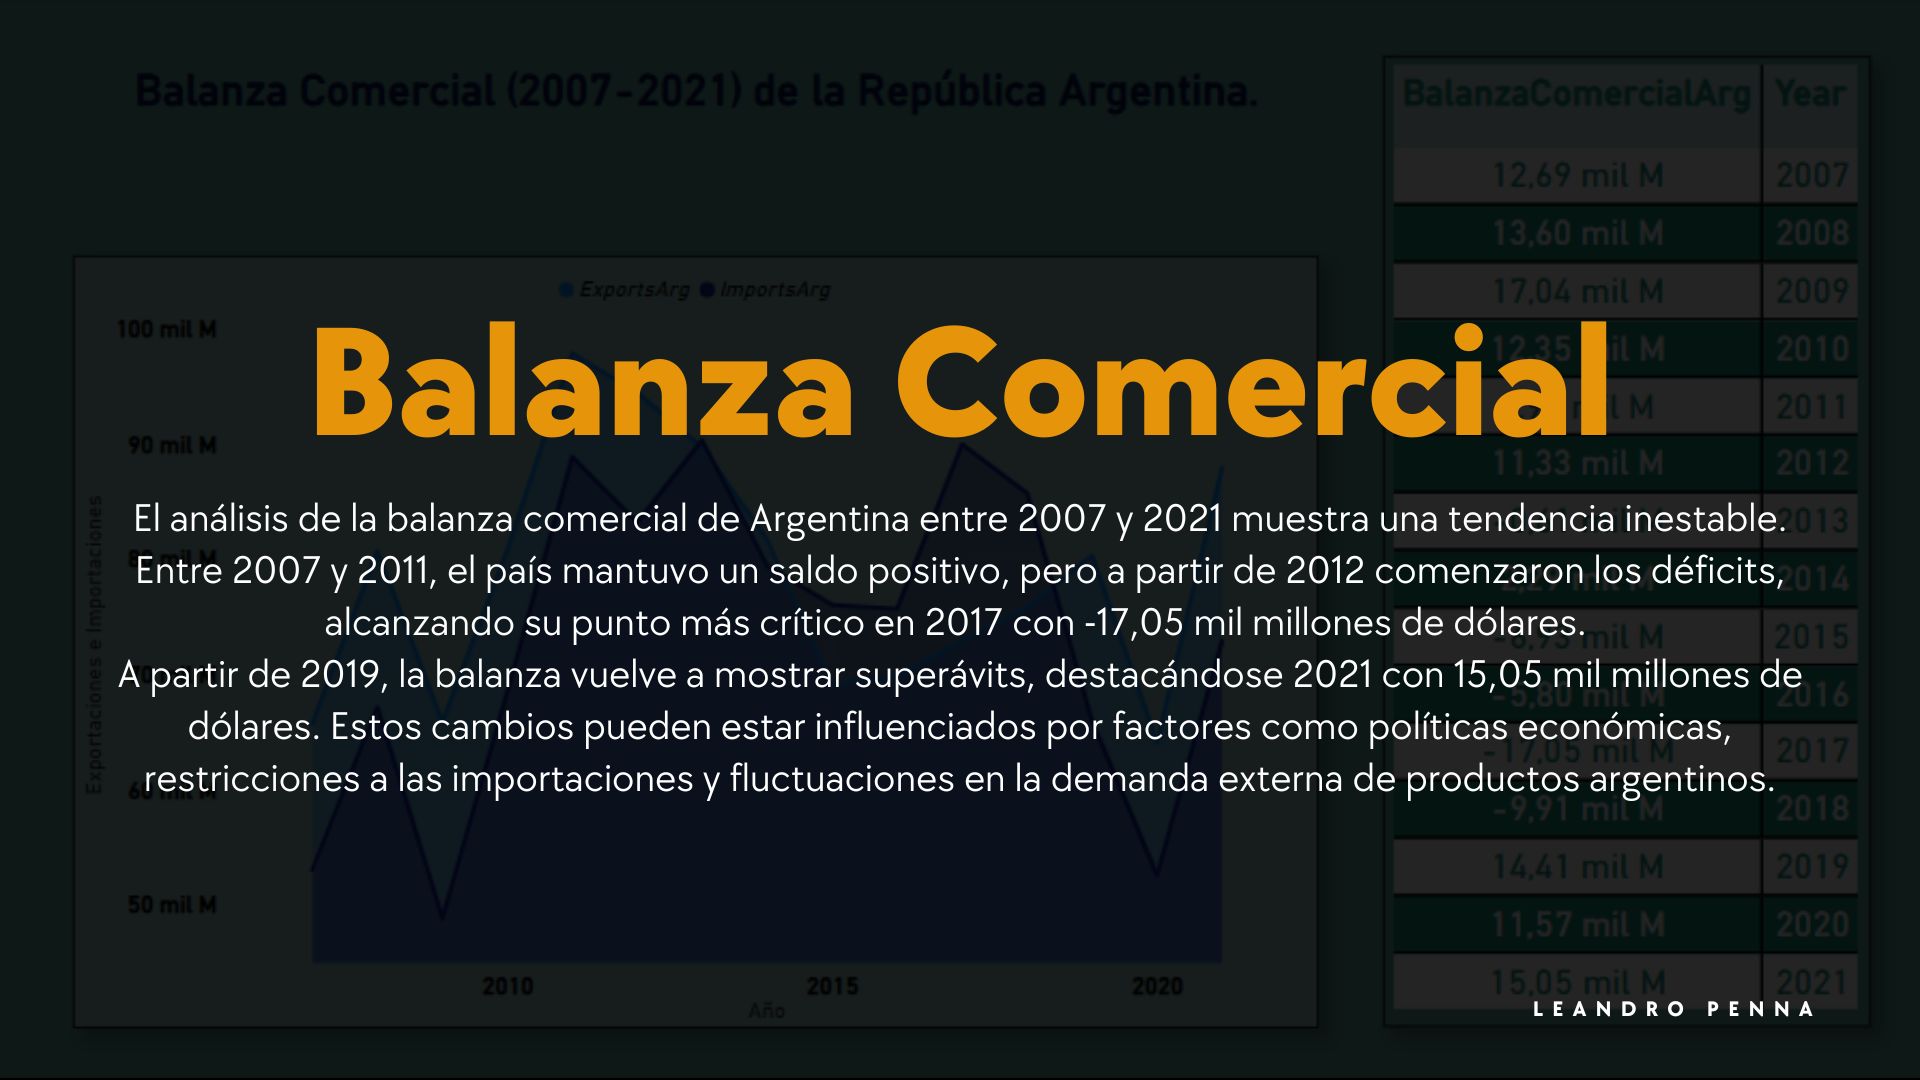 Balanza Comercial (2007-2021) de la República Argentina.
BalanzaComercialArg Year
12,69 mil M 2007
13,60 mil M 2008
17,04 mil M 2009
12,35 mil M 2010
2011
11,33 mil M 2012
2013
2014
2015
-5,80 mil M 2016
-17,05 mil M 2017
-9,91 mil M 2018
14,41 mil M 2019
11,57 mil M 2020
15,05 mil M 2021
ExportsArg ImportsArg
100 mil M
90 mil M
50 mil M
Exportaciones e Importaciones
2010 2015 2020
Año
Balanza Comercial
El análisis de la balanza comercial de Argentina entre 2007 y 2021 muestra una tendencia inestable.
Entre 2007 y 2011, el país mantuvo un saldo positivo, pero a partir de 2012 comenzaron los déficits,
alcanzando su punto más crítico en 2017 con -17,05 mil millones de dólares.
A partir de 2019, la balanza vuelve a mostrar superávits, destacándose 2021 con 15,05 mil millones de
dólares. Estos cambios pueden estar influenciados por factores como políticas económicas,
restricciones a las importaciones y fluctuaciones en la demanda externa de productos argentinos.
LEANDRO PENNA